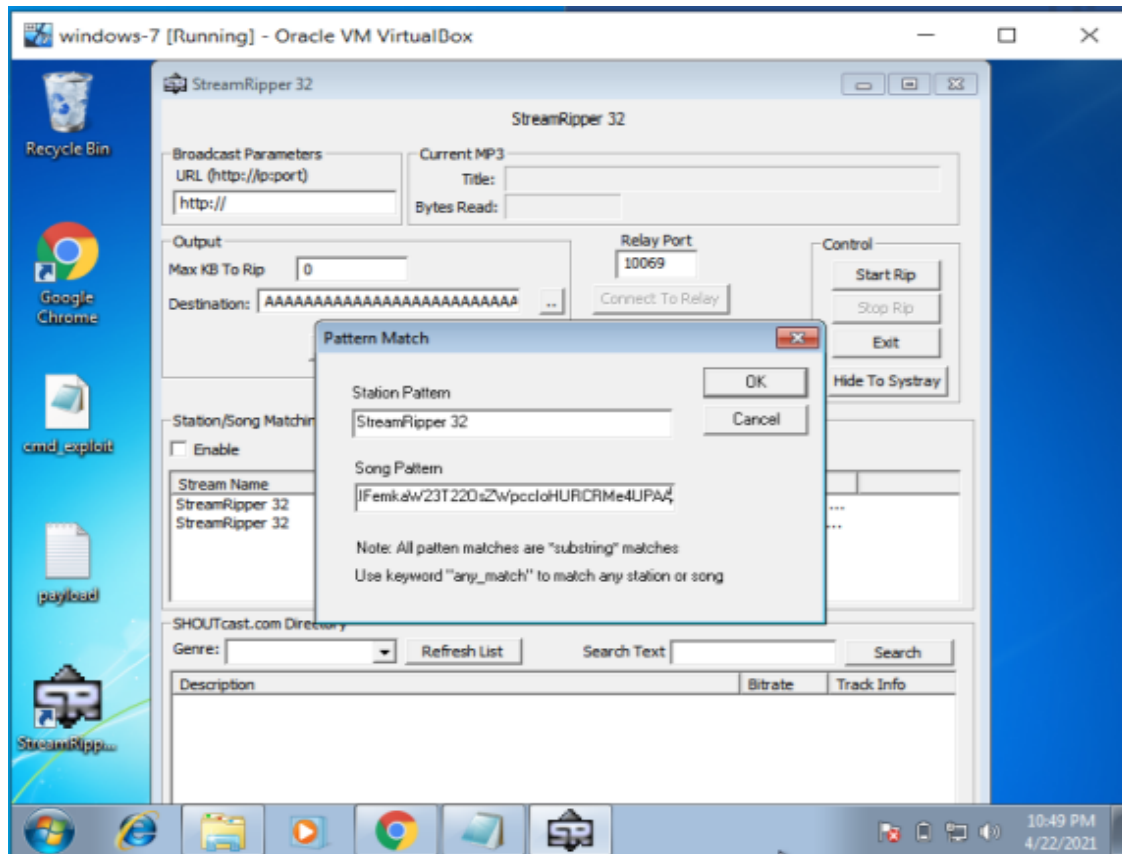 windows-7 [Running] - Oracle VM VirtualBox
StreamRipper 32
StreamRipper 32
Recycle Bin
Broadcast Parameters
URL (http://ip:port)
http://
Current MP3
Title:
Bytes Read:
Google
Chrome
Output
Max KB To Rip 0
Destination: AAAAAAAAAAAAAAAAAAAAAAAAAA ..
Relay Port
10069
Connect To Relay
Control
Start Rip
Stop Rip
Exit
Hide To Systray
Pattern Match
Station Pattern
StreamRipper 32
OK
Cancel
Song Pattern
Note: All patten matches are "substring" matches
Use keyword "any_match" to match any station or song
cmd_exploit
Enable
Stream Name
StreamRipper 32
StreamRipper 32
...
...
payload
SHOUTcast.com
Genre: Refresh List Search Text Search
Description Bitrate Track Info
StreamRipp...
10:49 PM
4/22/2021